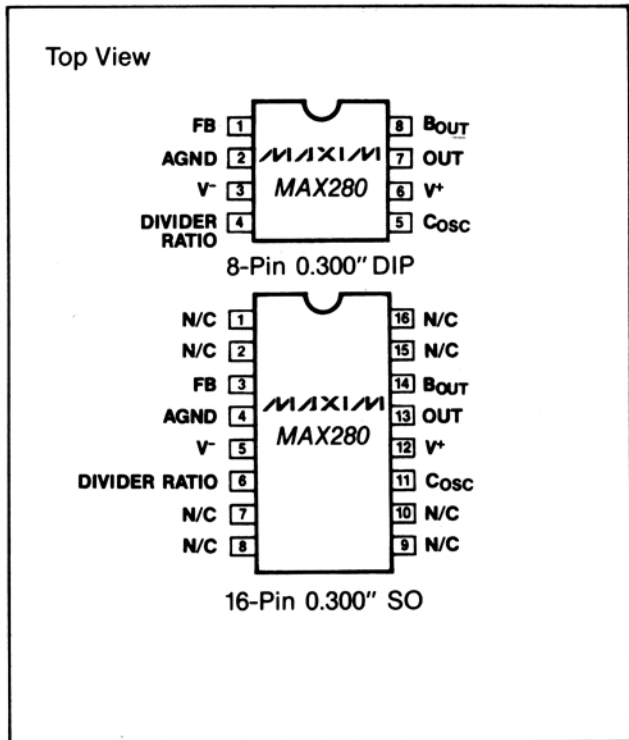 Top View
FB 1 8 BOUT
AGND 2 MAXIM 7 OUT
V- 3 MAX280 6 V+
DIVIDER RATIO 4 5 COSC
8-Pin 0.300" DIP
N/C 1 16 N/C
N/C 2 15 N/C
FB 3 14 BOUT
AGND 4 MAXIM 13 OUT
V- 5 MAX280 12 V+
DIVIDER RATIO 6 11 COSC
N/C 7 10 N/C
N/C 8 9 N/C
16-Pin 0.300" SO